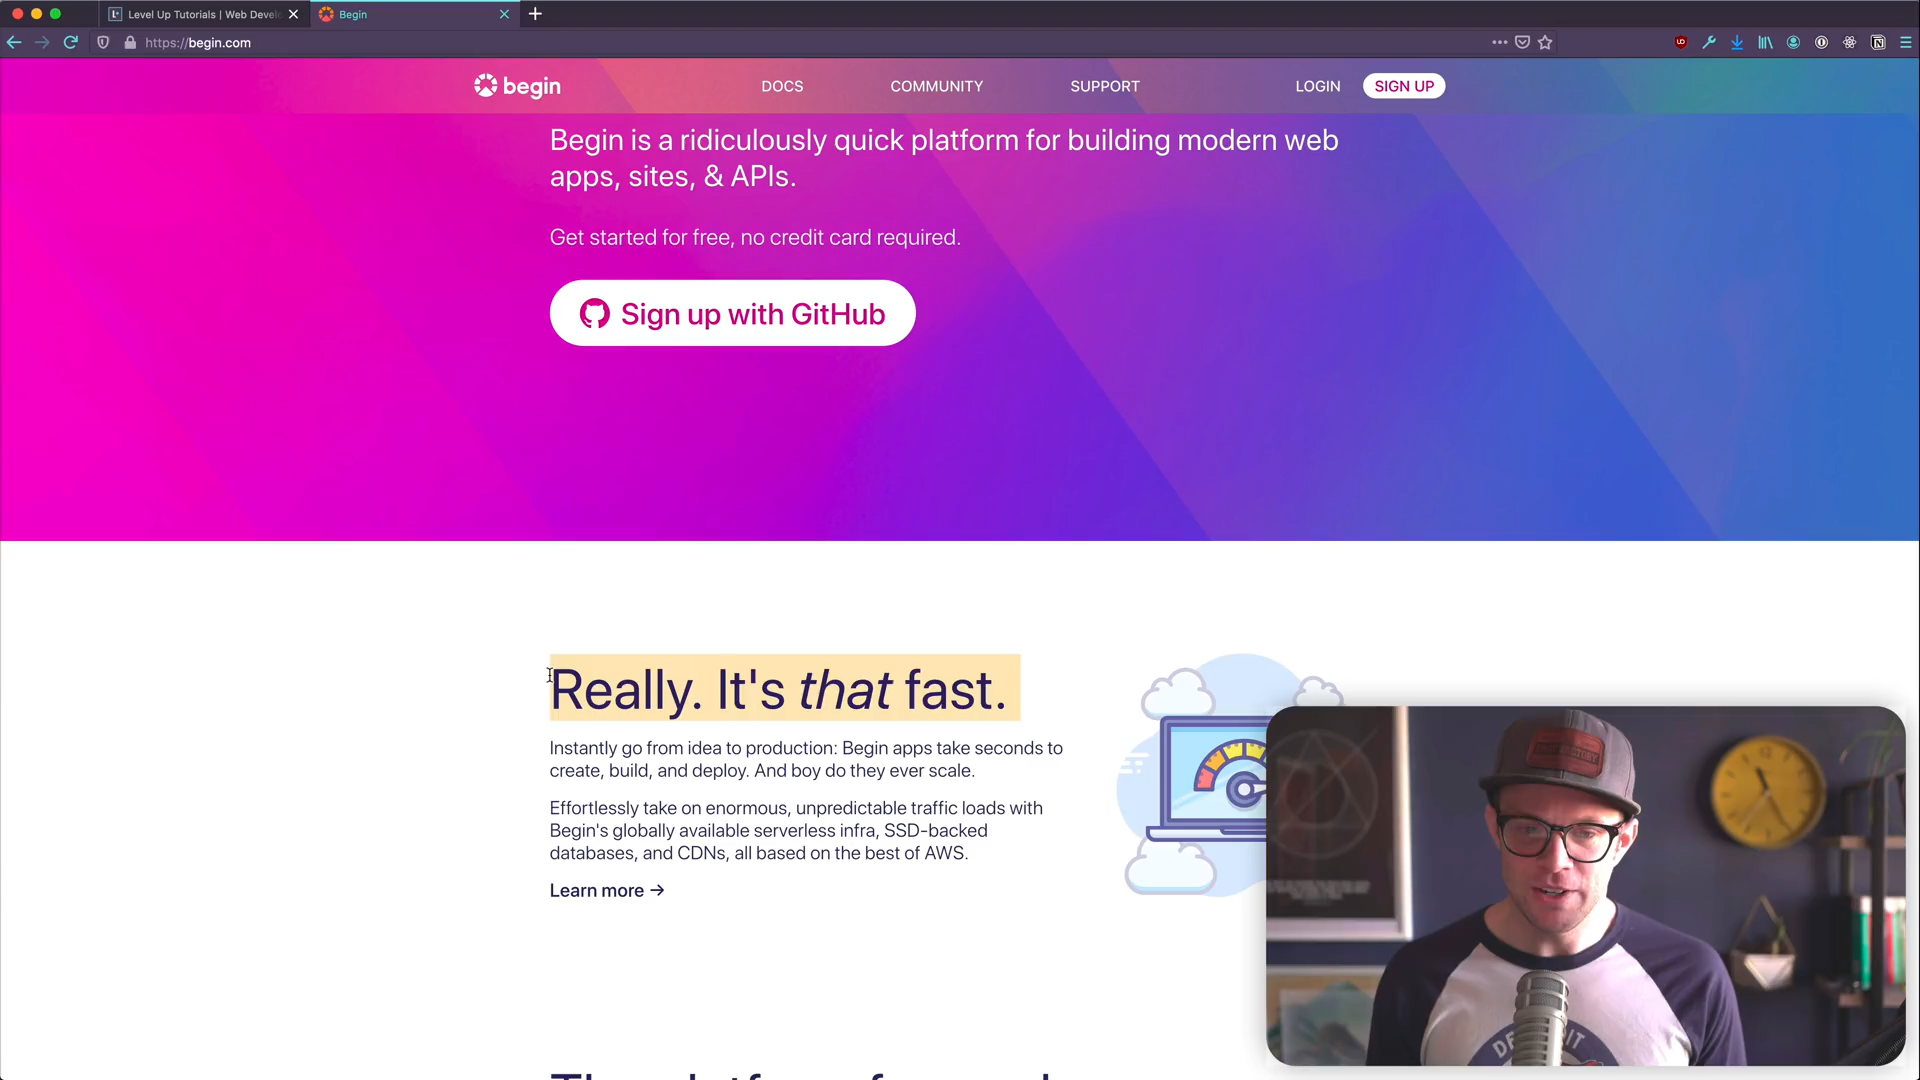 Level Up Tutorials | Web Develo
Begin
https://begin.com
begin
DOCS
COMMUNITY
SUPPORT
LOGIN
SIGN UP
Begin is a ridiculously quick platform for building modern web
apps, sites, & APIs.
Get started for free, no credit card required.
Sign up with GitHub
Really. It's that fast.
Instantly go from idea to production: Begin apps take seconds to
create, build, and deploy. And boy do they ever scale.
Effortlessly take on enormous, unpredictable traffic loads with
Begin's globally available serverless infra, SSD-backed
databases, and CDNs, all based on the best of AWS.
Learn more →